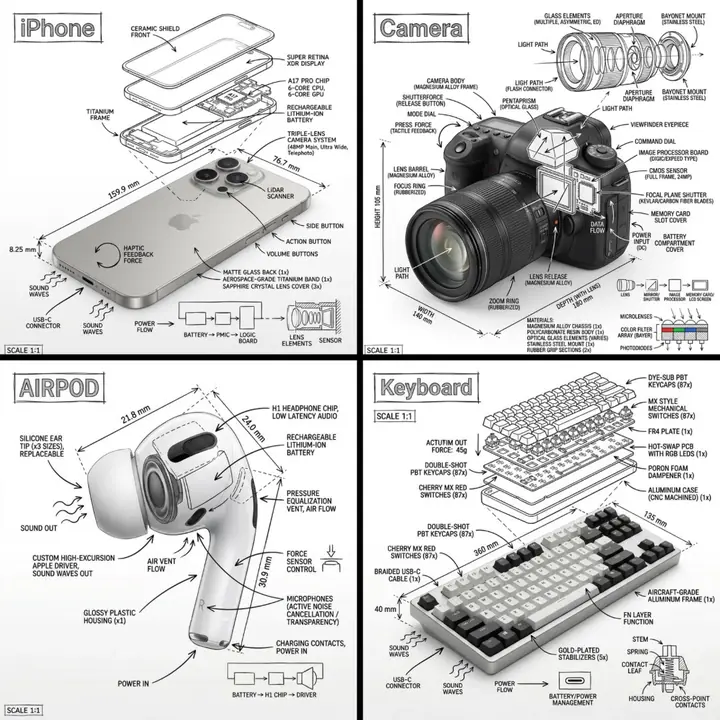 iPhone
CERAMIC SHIELD
FRONT
SUPER RETINA
XDR DISPLAY
A17 PRO CHIP
6-CORE CPU,
6-CORE GPU
RECHARGEABLE
LITHIUM-ION
BATTERY
TITANIUM
FRAME
TRIPLE-LENS
CAMERA SYSTEM
(48MP Main, Ultra Wide,
Telephoto)
76.7 mm
159.9 mm
LiDAR
SCANNER
SIDE BUTTON
ACTION BUTTON
VOLUME BUTTONS
8.25 mm
HAPTIC
FEEDBACK
FORCE
MATTE GLASS BACK (1x)
AEROSPACE-GRADE TITANIUM BAND (1x)
SAPPHIRE CRYSTAL LENS COVER (3x)
SOUND
WAVES
USB-C
CONNECTOR
SOUND
WAVES
POWER
FLOW
BATTERY → PMIC → LOGIC
BOARD
LENS
ELEMENTS
SENSOR
SCALE 1:1
Camera
GLASS ELEMENTS
(MULTIPLE, ASYMMETRIC, ED)
APERTURE
DIAPHRAGM
BAYONET MOUNT
(STAINLESS STEEL)
LIGHT PATH
LIGHT PATH
(FLASH CONNECTOR)
APERTURE
DIAPHRAGM
BAYONET MOUNT
(STAINLESS STEEL)
LIGHT PATH
CAMERA BODY
(MAGNESIUM ALLOY FRAME)
SHUTTERFORCE
(RELEASE BUTTON)
PENTAPRISM
(OPTICAL GLASS)
MODE DIAL
PRESS FORCE
(TACTILE FEEDBACK)
VIEWFINDER EYEPIECE
COMMAND DIAL
IMAGE PROCESSOR BOARD
(DIGIC/EXPEED TYPE)
CMOS SENSOR
(FULL FRAME, 24MP)
LENS BARREL
(MAGNESIUM ALLOY)
FOCUS RING
(RUBBERIZED)
FOCAL PLANE SHUTTER
(KEVLAR/CARBON FIBER BLADES)
MEMORY CARD
SLOT COVER
HEIGHT 105 mm
DATA
FLOW
POWER
INPUT (DC)
BATTERY
COMPARTMENT
COVER
LIGHT
PATH
LENS RELEASE
(MAGNESIUM ALLOY)
ZOOM RING
(RUBBERIZED)
DEPTH (WITH LENS)
180 mm
WIDTH
140 mm
LENS
MIRROR/
SHUTTER
IMAGE
PROCESSOR
MEMORY CARD/
LCD SCREEN
MATERIALS:
MAGNESIUM ALLOY CHASSIS (1x)
POLYCARBONATE RESIN BODY (1x)
OPTICAL GLASS ELEMENTS (VARIES)
STAINLESS STEEL MOUNT (1x)
RUBBER GRIP SECTIONS (2x)
MICROLENSES
COLOR FILTER
ARRAY (BAYER)
PHOTODIODES
SCALE 1:1
AIRPOD
21.8 mm
24.0 mm
H1 HEADPHONE CHIP,
LOW LATENCY AUDIO
SILICONE EAR
TIP (x3 SIZES),
REPLACEABLE
RECHARGEABLE
LITHIUM-ION
BATTERY
PRESSURE
EQUALIZATION
VENT, AIR FLOW
SOUND OUT
CUSTOM HIGH-EXCURSION
APPLE DRIVER,
SOUND WAVES OUT
AIR VENT
FLOW
FORCE
SENSOR
CONTROL
30.9 mm
MICROPHONES
(ACTIVE NOISE
CANCELLATION /
TRANSPARENCY)
GLOSSY PLASTIC
HOUSING (x1)
CHARGING CONTACTS,
POWER IN
POWER IN
BATTERY → H1 CHIP → DRIVER
SCALE 1:1
Keyboard
SCALE 1:1
DYE-SUB PBT
KEYCAPS (87x)
MX STYLE
MECHANICAL
SWITCHES (87x)
FR4 PLATE (1x)
ACTUTIM OUT
FORCE: 45g
HOT-SWAP PCB
WITH RGB LEDS (1x)
DOUBLE-SHOT
PBT KEYCAPS (87x)
PORON FOAM
DAMPENER (1x)
CHERRY MX RED
SWITCHES (87x)
ALUMINUM CASE
(CNC MACHINED) (1x)
135 mm
DOUBLE-SHOT
PBT KEYCAPS (87x)
360 mm
CHERRY MX RED
SWITCHES (87x)
BRAIDED USB-C
CABLE (1x)
40 mm
AIRCRAFT-GRADE
ALUMINUM FRAME (1x)
FN LAYER
FUNCTION
SOUND
WAVES
GOLD-PLATED
STABILIZERS (5x)
USB-C
CONNECTOR
SOUND
WAVES
POWER
FLOW
BATTERY/POWER
MANAGEMENT
STEM
SPRING
CONTACT
LEAF
HOUSING
CROSS-POINT
CONTACTS